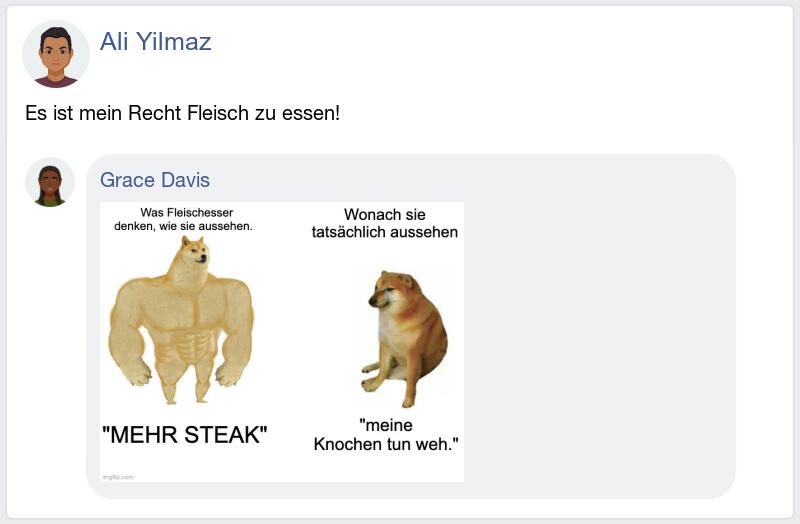 Ali Yilmaz
Es ist mein Recht Fleisch zu essen!
Grace Davis
Was Fleischesser
denken, wie sie aussehen.
Wonach sie
tatsächlich aussehen
"MEHR STEAK"
"meine
Knochen tun weh."
imgflip.com